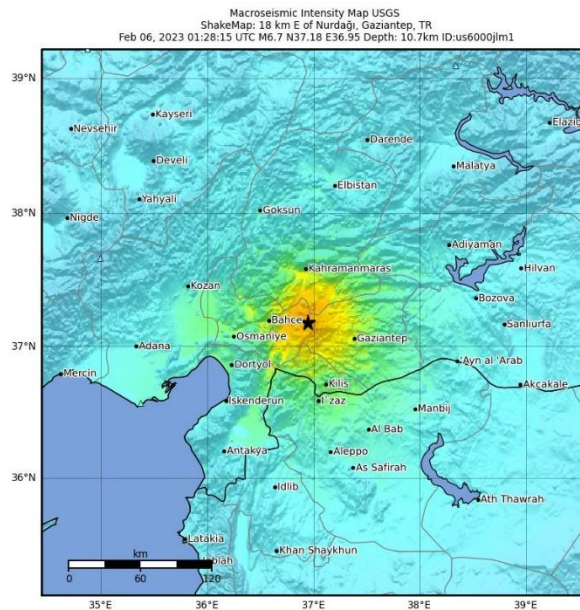 Macroseismic Intensity Map USGS
ShakeMap: 18 km E of Nurdağı, Gaziantep, TR
Feb 06, 2023 01:28:15 UTC M6.7 N37.18 E36.95 Depth: 10.7km ID:us6000jlm1
39°N
Kayseri
Nevsehir
Elazig
Darende
Develi
Malatya
Elbistan
Yahyali
Goksun
38°N
Nigde
Adiyaman
Kahramanmaras
Hilvan
Kozan
Bozova
Bahce
Sanliurfa
Osmaniye
Gaziantep
37°N
Adana
'Ayn al 'Arab
Dortyol
Mercin
Kilis
Akcakale
Iskenderun
I`zaz
Manbij
Al Bab
Antakya
Aleppo
As Safirah
36°N
Idlib
Ath Thawrah
Latakia
Khan Shaykhun
km
0 60 120
35°E 36°E 37°E 38°E 39°E